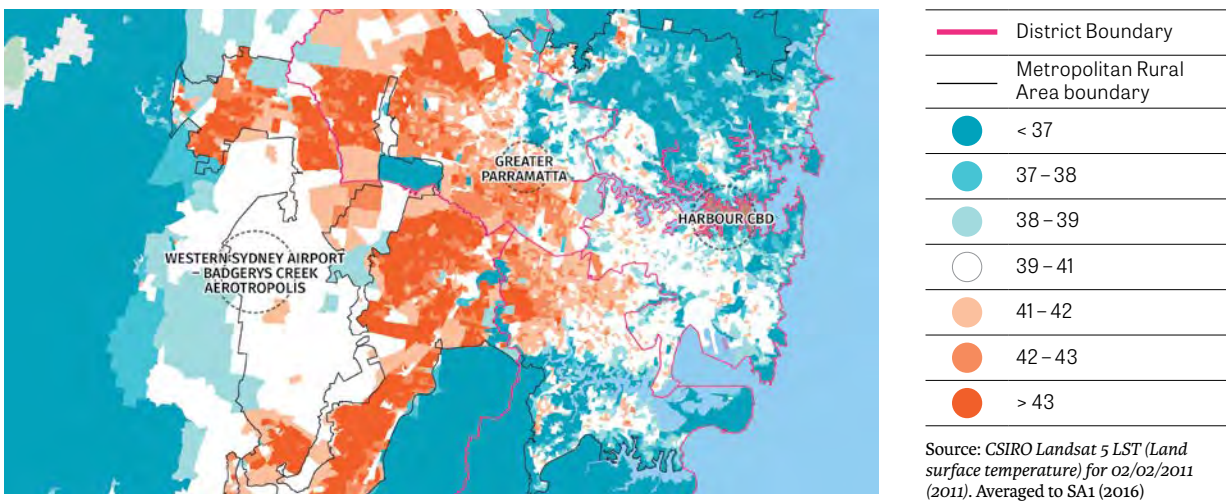 GREATER
PARRAMATTA
HARBOUR CBD
WESTERN SYDNEY AIRPORT
– BADGERYS CREEK
AEROTROPOLIS
District Boundary
Metropolitan Rural
Area boundary
< 37
37 – 38
38 – 39
39 – 41
41 – 42
42 – 43
> 43
Source: CSIRO Landsat 5 LST (Land
surface temperature) for 02/02/2011
(2011). Averaged to SA1 (2016)